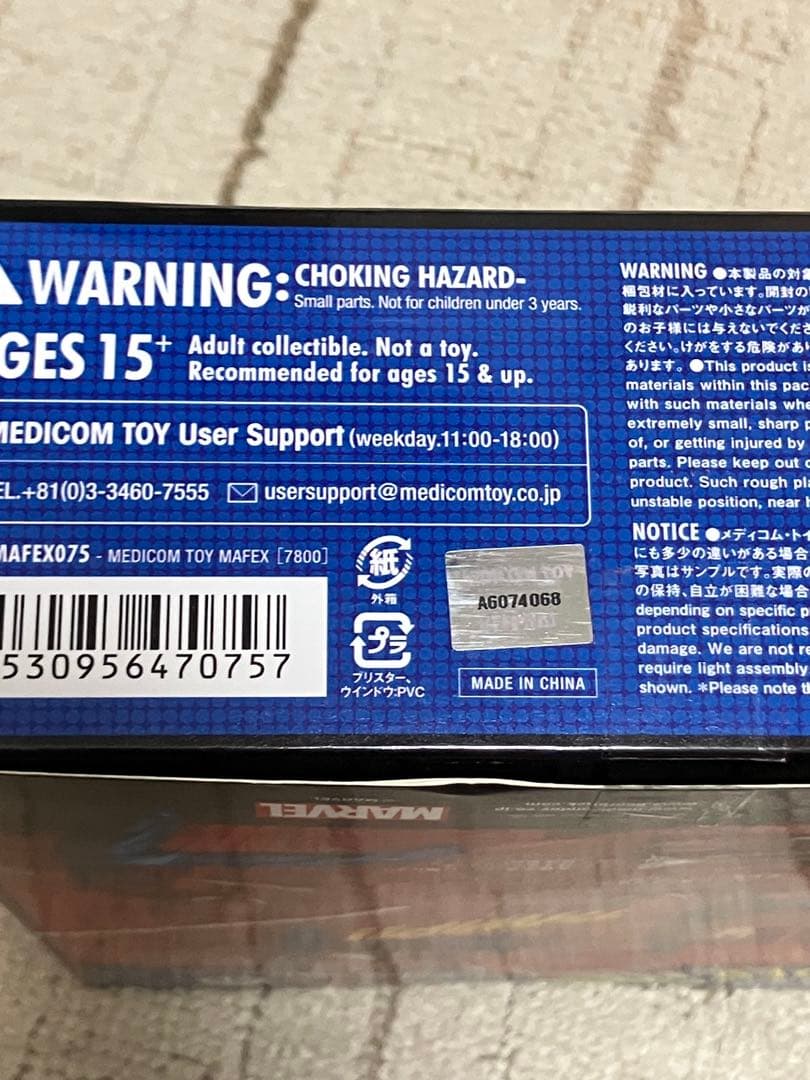 WARNING: CHOKING HAZARD-
Small parts. Not for children under 3 years.
GES 15+ Adult collectible. Not a toy.
Recommended for ages 15 & up.
MEDICOM TOY User Support (weekday.11:00-18:00)
EL.+81(0)3-3460-7555 usersupport@medicomtoy.co.jp
MAFEX075 - MEDICOM TOY MAFEX [7800]
530956470757
紙
外箱
プラ
ブリスター、
ウインドウ:PVC
A6074068
MADE IN CHINA
WARNING ●本製品の対象
梱包材に入っています。開封の
鋭利なパーツや小さなパーツが
のお子様には与えないでくださ
ください。けがをする危険があり
あります。●This product is
materials within this pac
with such materials whe
extremely small, sharp p
of, or getting injured by
parts. Please keep out o
product. Such rough pla
unstable position, near h
NOTICE ●メディコム・トイ
にも多少の違いがある場合
写真はサンプルです。実際の
の保持、自立が困難な場合
depending on specific p
product specifications
damage. We are not re
require light assembly
shown. *Please note th
MARVEL